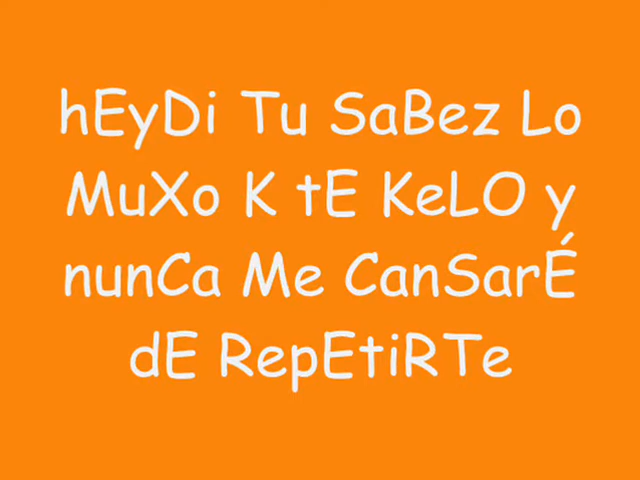 hEyDi Tu SaBez Lo
MuXo K tE KeLO y
nunCa Me CanSarÉ
dE RepEtiRTe